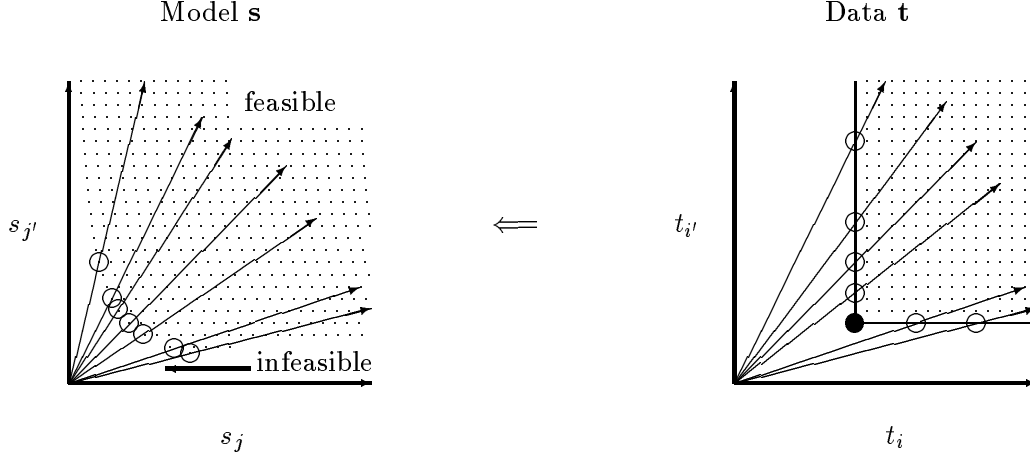 Model s
Data t
feasible
s_{j'}
⇐
t_{i'}
infeasible
s_j
t_i